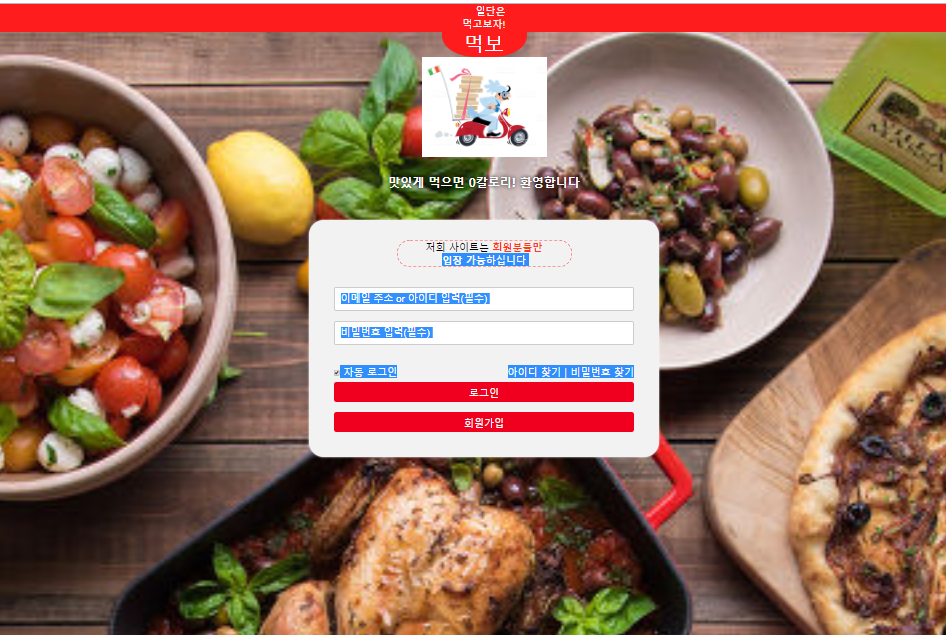 일단은
먹고보자!
먹보
맛있게 먹으면 0칼로리! 환영합니다
저희 사이트는 회원분들만
입장 가능하십니다.
이메일 주소 or 아이디 입력(필수)
비밀번호 입력(필수)
자동 로그인
아이디 찾기 | 비밀번호 찾기
로그인
회원가입